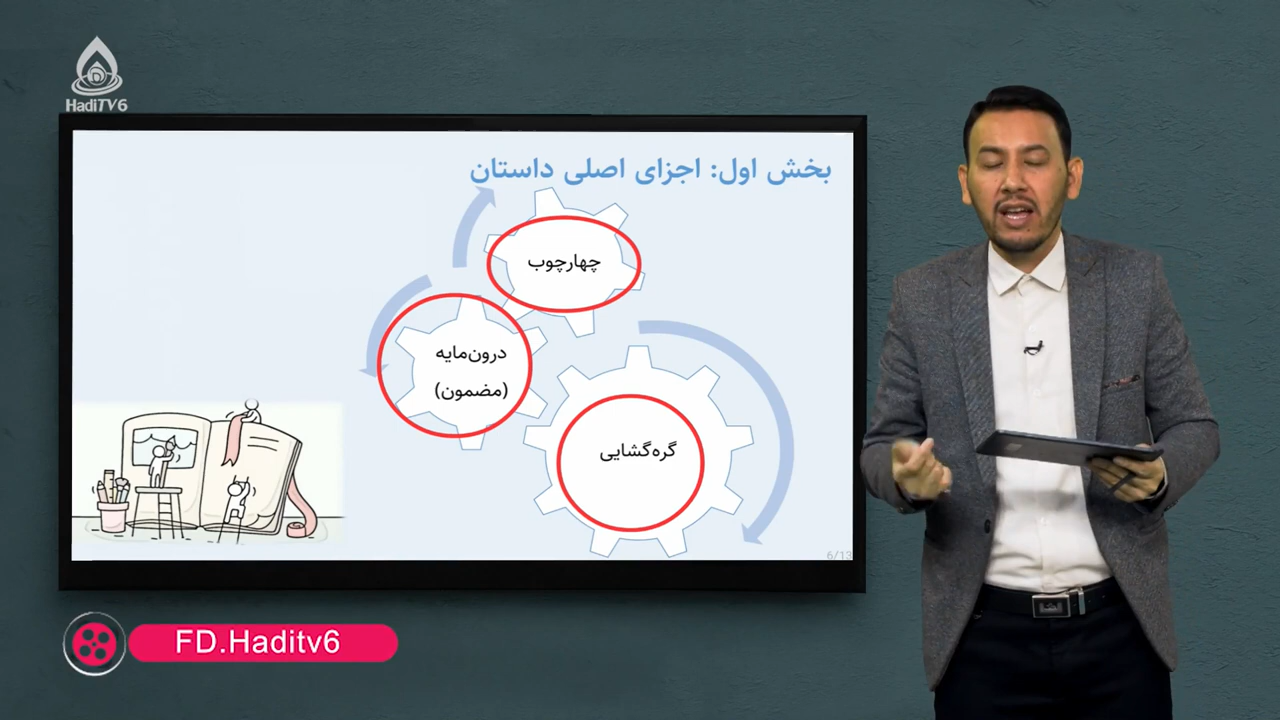 HadiTV6
بخش اول: اجزای اصلی داستان
چهارچوب
درون‌مایه
(مضمون)
گره‌گشایی
6/13
FD.Haditv6